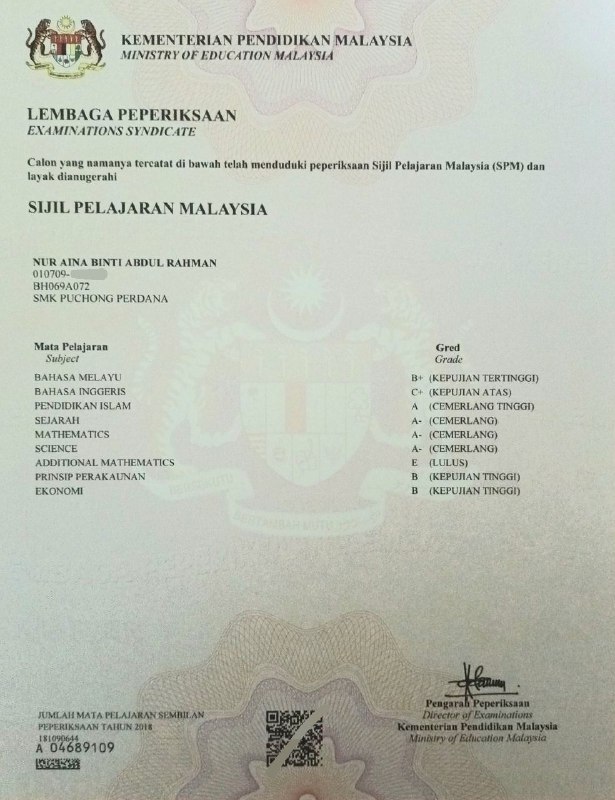 KEMENTERIAN PENDIDIKAN MALAYSIA
MINISTRY OF EDUCATION MALAYSIA
LEMBAGA PEPERIKSAAN
EXAMINATIONS SYNDICATE
Calon yang namanya tercatat di bawah telah menduduki peperiksaan Sijil Pelajaran Malaysia (SPM) dan
layak dianugerahi
SIJIL PELAJARAN MALAYSIA
NUR AINA BINTI ABDUL RAHMAN
010709-
BH069A072
SMK PUCHONG PERDANA
Mata Pelajaran Gred
Subject Grade
BAHASA MELAYU B+ (KEPUJIAN TERTINGGI)
BAHASA INGGERIS C+ (KEPUJIAN ATAS)
PENDIDIKAN ISLAM A (CEMERLANG TINGGI)
SEJARAH A- (CEMERLANG)
MATHEMATICS A- (CEMERLANG)
SCIENCE A- (CEMERLANG)
ADDITIONAL MATHEMATICS E (LULUS)
PRINSIP PERAKAUNAN B (KEPUJIAN TINGGI)
EKONOMI B (KEPUJIAN TINGGI)
Pengarah Peperiksaan
Director of Examinations
Kementerian Pendidikan Malaysia
Ministry of Education Malaysia
JUMLAH MATA PELAJARAN SEMBILAN
PEPERIKSAAN TAHUN 2018
181090644
A 04689109